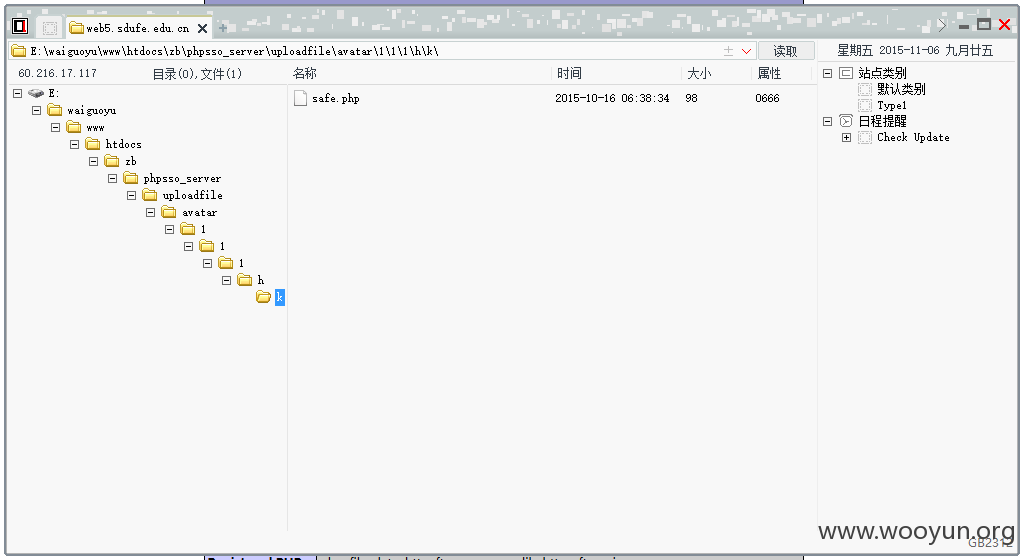 web5.sdufe.edu.cn
E:\waiguoyu\www\htdocs\zb\phpsso_server\uploadfile\avatar\1\1\1\h\k\ 读取
星期五 2015-11-06 九月廿五
60.216.17.117 目录(0),文件(1)
名称 时间 大小 属性
E:
waiguoyu
www
htdocs
zb
phpsso_server
uploadfile
avatar
1
1
1
h
k
safe.php 2015-10-16 06:38:34 98 0666
站点类别
默认类别
Type1
日程提醒
Check Update
www.wooyun.org
GB2312